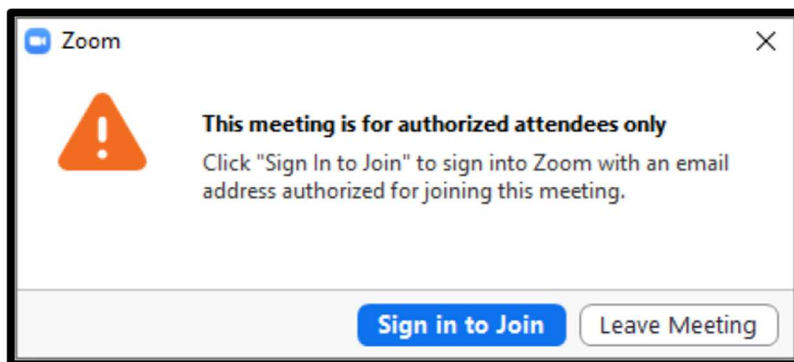 Zoom
This meeting is for authorized attendees only
Click "Sign In to Join" to sign into Zoom with an email
address authorized for joining this meeting.
Sign in to Join
Leave Meeting